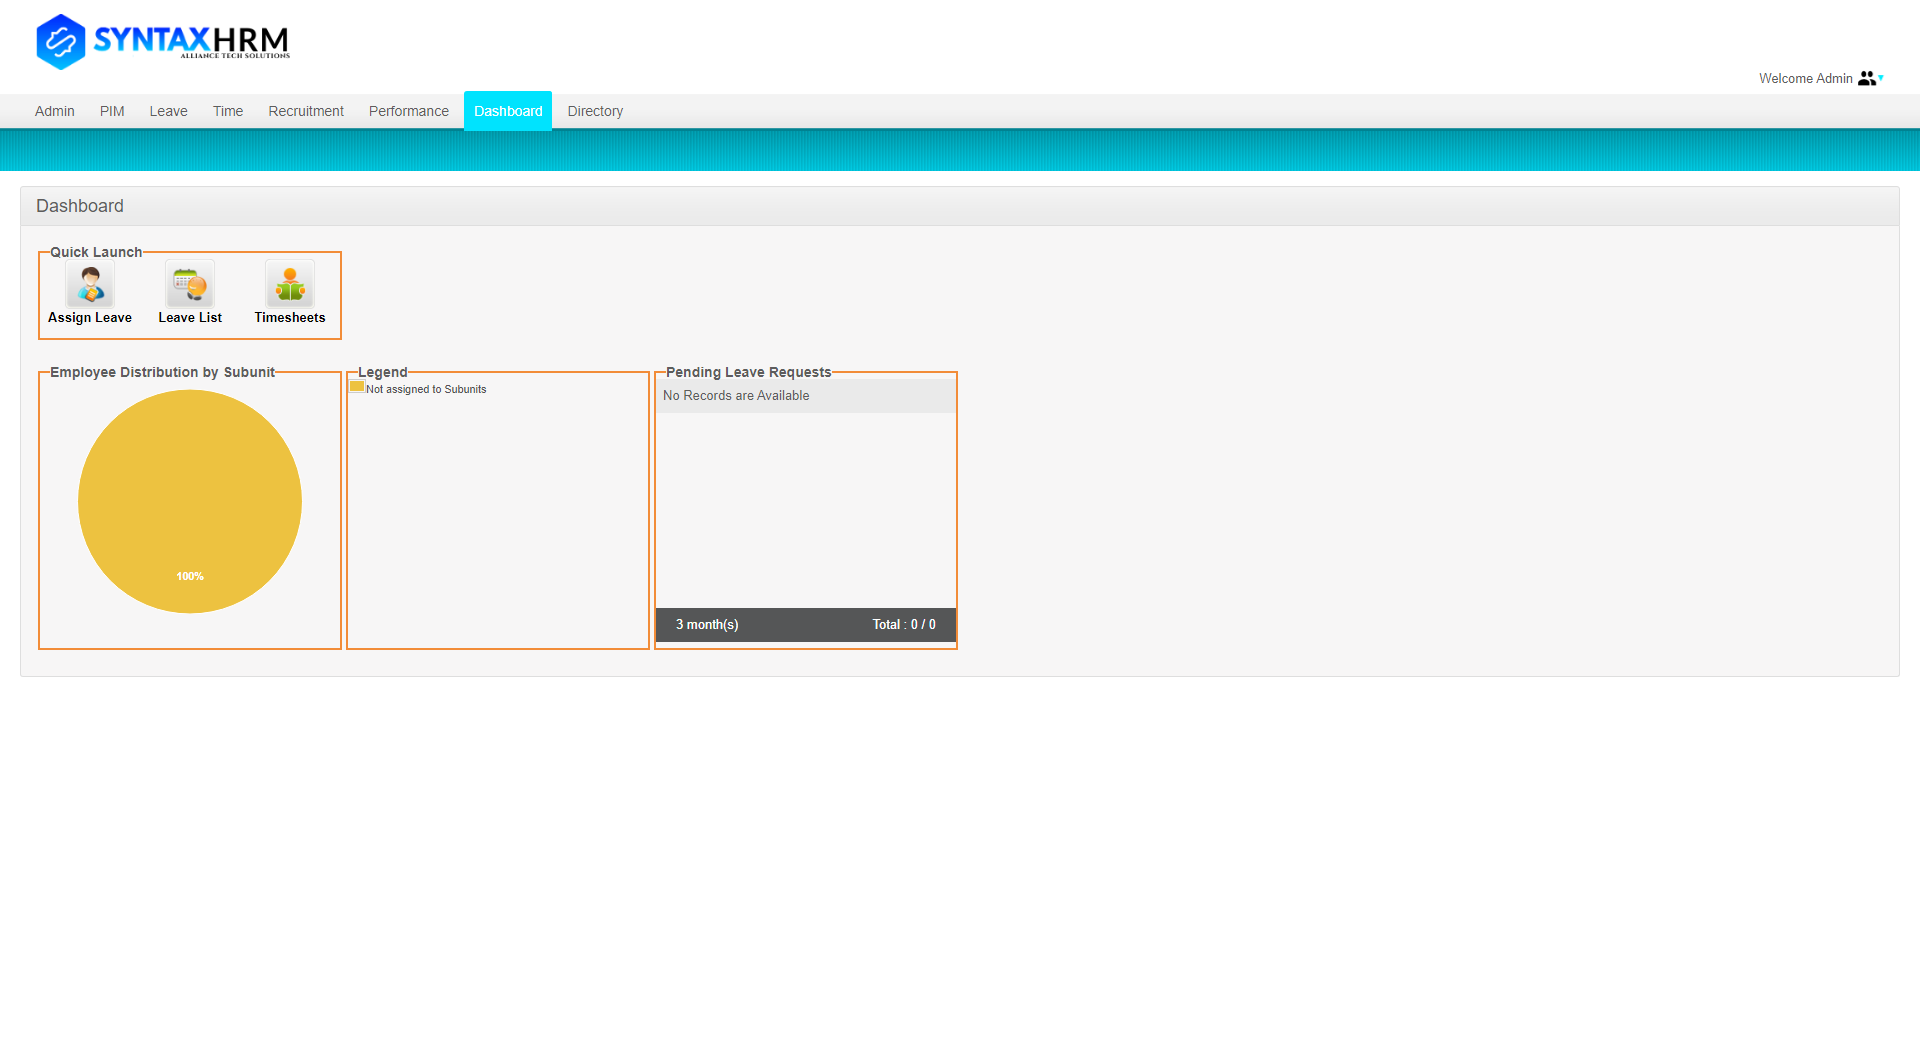 SYNTAXHRM
ALLIANCE TECH SOLUTIONS
Welcome Admin
Admin PIM Leave Time Recruitment Performance Dashboard Directory
Dashboard
Quick Launch
Assign Leave Leave List Timesheets
Employee Distribution by Subunit
100%
Legend
Not assigned to Subunits
Pending Leave Requests
No Records are Available
3 month(s) Total : 0 / 0